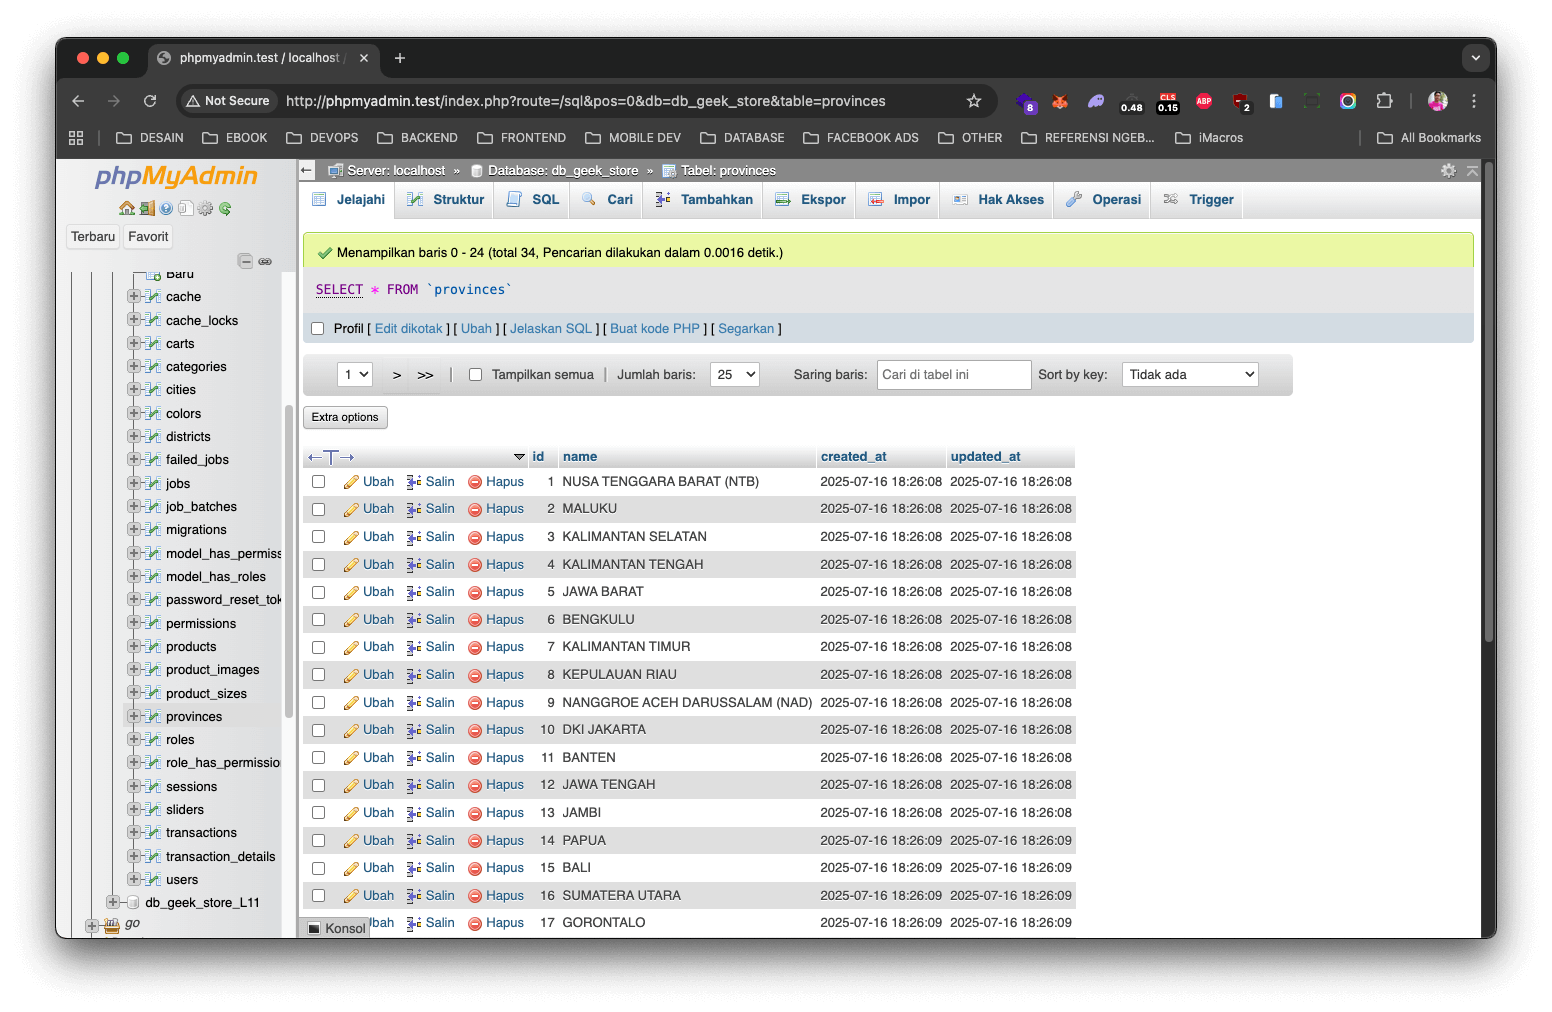 phpmyadmin.test / localhost /
Not Secure
http://phpmyadmin.test/index.php?route=/sql&pos=0&db=db_geek_store&table=provinces
8
0.48
CLS
0.15
ABP
2
DESAIN
EBOOK
DEVOPS
BACKEND
FRONTEND
MOBILE DEV
DATABASE
FACEBOOK ADS
OTHER
REFERENSI NGEB...
iMacros
All Bookmarks
phpMyAdmin
Terbaru Favorit
Baru
cache
cache_locks
carts
categories
cities
colors
districts
failed_jobs
jobs
job_batches
migrations
model_has_permiss
model_has_roles
password_reset_tok
permissions
products
product_images
product_sizes
provinces
roles
role_has_permissio
sessions
sliders
transactions
transaction_details
users
db_geek_store_L11
go
Server: localhost » Database: db_geek_store » Tabel: provinces
Jelajahi Struktur SQL Cari Tambahkan Ekspor Impor Hak Akses Operasi Trigger
Menampilkan baris 0 - 24 (total 34, Pencarian dilakukan dalam 0.0016 detik.)
SELECT * FROM `provinces`
Profil [ Edit dikotak ] [ Ubah ] [ Jelaskan SQL ] [ Buat kode PHP ] [ Segarkan ]
1 > >> | Tampilkan semua | Jumlah baris: 25 Saring baris: Cari di tabel ini Sort by key: Tidak ada
Extra options
←T→ id name created_at updated_at
Ubah Salin Hapus 1 NUSA TENGGARA BARAT (NTB) 2025-07-16 18:26:08 2025-07-16 18:26:08
Ubah Salin Hapus 2 MALUKU 2025-07-16 18:26:08 2025-07-16 18:26:08
Ubah Salin Hapus 3 KALIMANTAN SELATAN 2025-07-16 18:26:08 2025-07-16 18:26:08
Ubah Salin Hapus 4 KALIMANTAN TENGAH 2025-07-16 18:26:08 2025-07-16 18:26:08
Ubah Salin Hapus 5 JAWA BARAT 2025-07-16 18:26:08 2025-07-16 18:26:08
Ubah Salin Hapus 6 BENGKULU 2025-07-16 18:26:08 2025-07-16 18:26:08
Ubah Salin Hapus 7 KALIMANTAN TIMUR 2025-07-16 18:26:08 2025-07-16 18:26:08
Ubah Salin Hapus 8 KEPULAUAN RIAU 2025-07-16 18:26:08 2025-07-16 18:26:08
Ubah Salin Hapus 9 NANGGROE ACEH DARUSSALAM (NAD) 2025-07-16 18:26:08 2025-07-16 18:26:08
Ubah Salin Hapus 10 DKI JAKARTA 2025-07-16 18:26:08 2025-07-16 18:26:08
Ubah Salin Hapus 11 BANTEN 2025-07-16 18:26:08 2025-07-16 18:26:08
Ubah Salin Hapus 12 JAWA TENGAH 2025-07-16 18:26:08 2025-07-16 18:26:08
Ubah Salin Hapus 13 JAMBI 2025-07-16 18:26:08 2025-07-16 18:26:08
Ubah Salin Hapus 14 PAPUA 2025-07-16 18:26:09 2025-07-16 18:26:09
Ubah Salin Hapus 15 BALI 2025-07-16 18:26:09 2025-07-16 18:26:09
Ubah Salin Hapus 16 SUMATERA UTARA 2025-07-16 18:26:09 2025-07-16 18:26:09
bah Salin Hapus 17 GORONTALO 2025-07-16 18:26:09 2025-07-16 18:26:09
Konsol